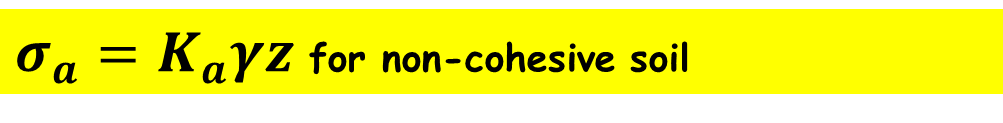 σₐ = Kₐγz for non-cohesive soil